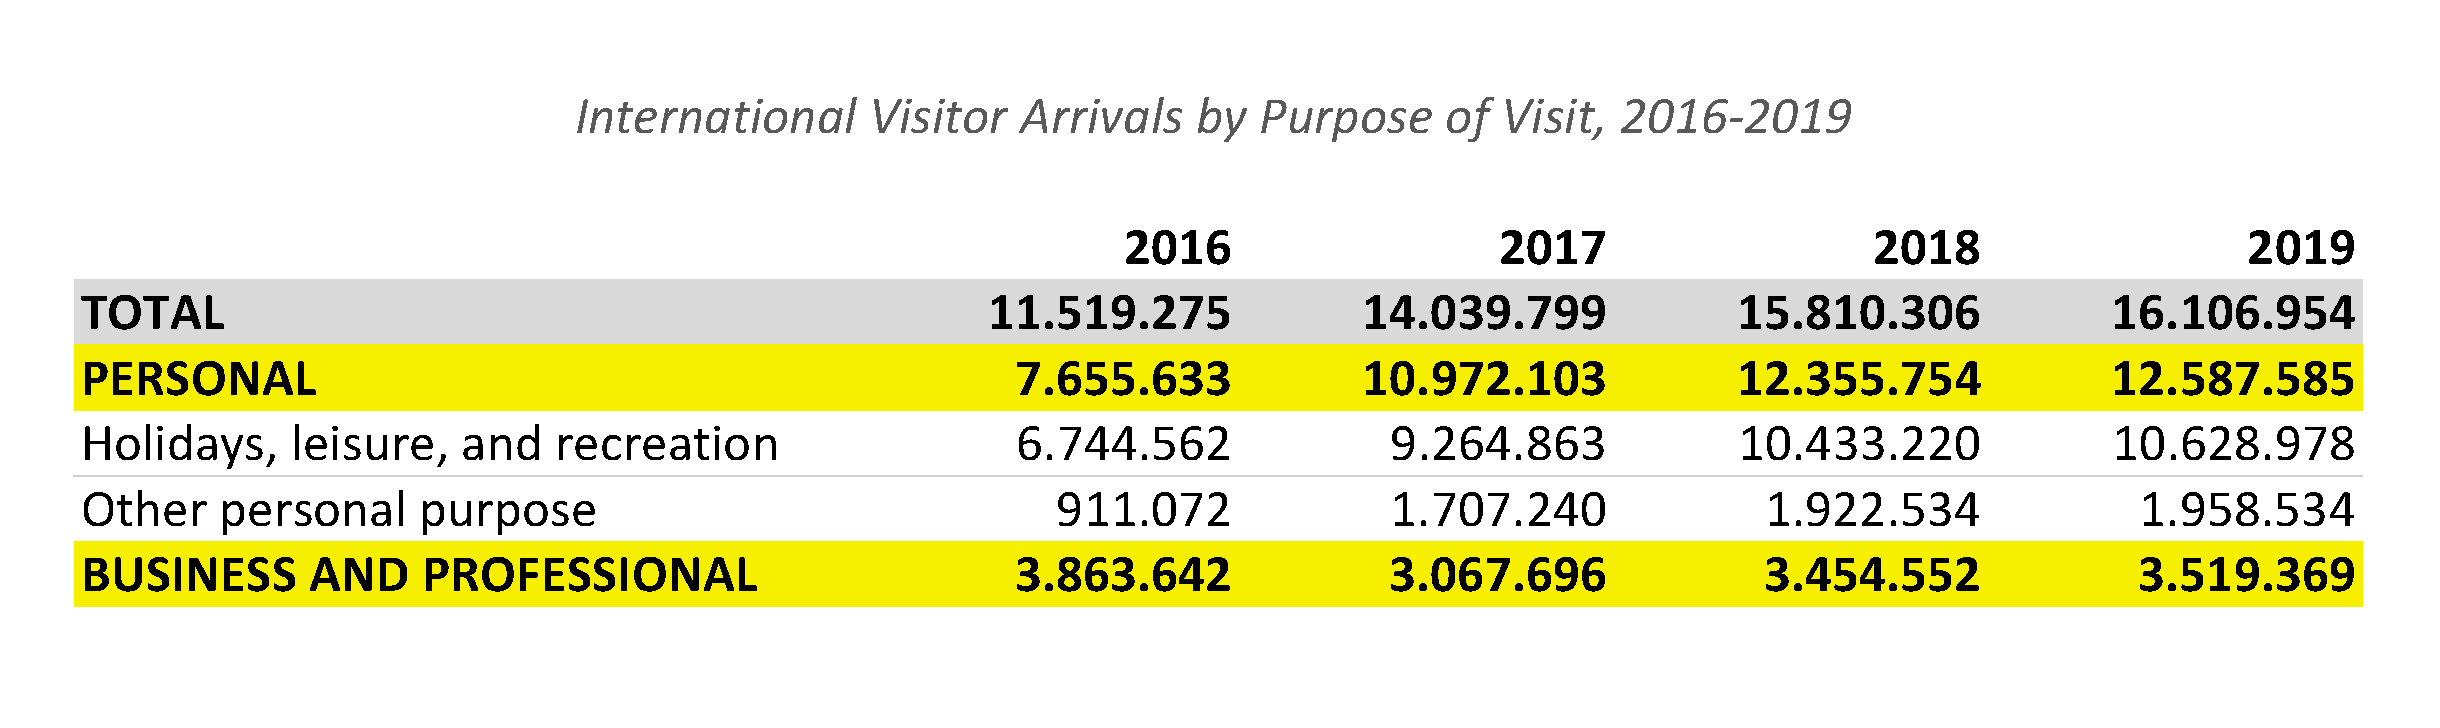 International Visitor Arrivals by Purpose of Visit, 2016-2019
2016 2017 2018 2019
TOTAL 11.519.275 14.039.799 15.810.306 16.106.954
PERSONAL 7.655.633 10.972.103 12.355.754 12.587.585
Holidays, leisure, and recreation 6.744.562 9.264.863 10.433.220 10.628.978
Other personal purpose 911.072 1.707.240 1.922.534 1.958.534
BUSINESS AND PROFESSIONAL 3.863.642 3.067.696 3.454.552 3.519.369